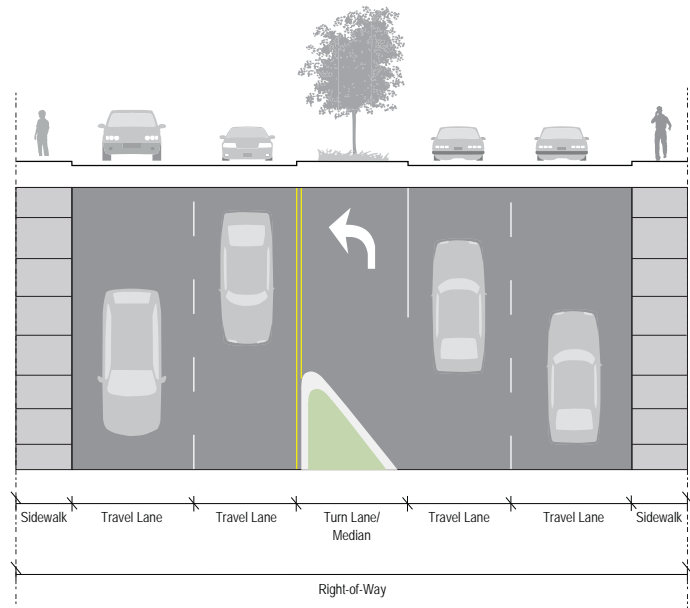 Sidewalk
Travel Lane
Travel Lane
Turn Lane/
Median
Travel Lane
Travel Lane
Sidewalk
Right-of-Way